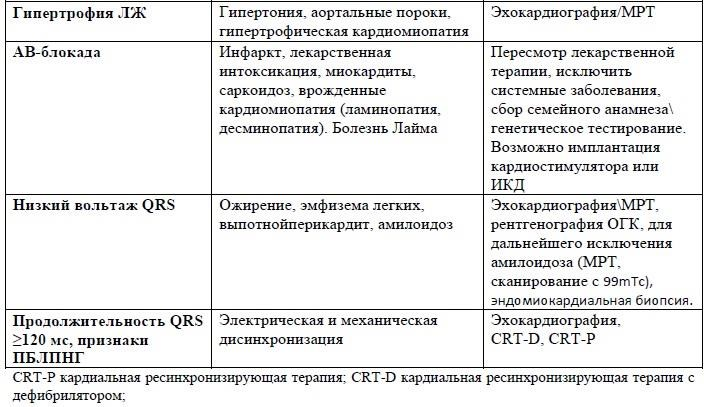 Гипертрофия ЛЖ
Гипертония, аортальные пороки,
гипертрофическая кардиомиопатия
Эхокардиография/МРТ
АВ-блокада
Инфаркт, лекарственная
интоксикация, миокардиты,
саркоидоз, врожденные
кардиомиопатия (ламинопатия,
десминопатия). Болезнь Лайма
Пересмотр лекарственной
терапии, исключить
системные заболевания,
сбор семейного анамнеза\
генетическое тестирование.
Возможно имплантация
кардиостимулятора или
ИКД
Низкий вольтаж QRS
Ожирение, эмфизема легких,
выпотнойперикардит, амилоидоз
Эхокардиография\МРТ,
рентгенография ОГК, для
дальнейшего исключения
амилоидоза (МРТ,
сканирование с 99mTc),
эндомиокардиальная биопсия.
Продолжительность QRS
≥120 мс, признаки
ПБЛПНГ
Электрическая и механическая
дисинхронизация
Эхокардиография,
CRT-D, CRT-P
CRT-P кардиальная ресинхронизирующая терапия; CRT-D кардиальная ресинхронизирующая терапия с
дефибрилятором;